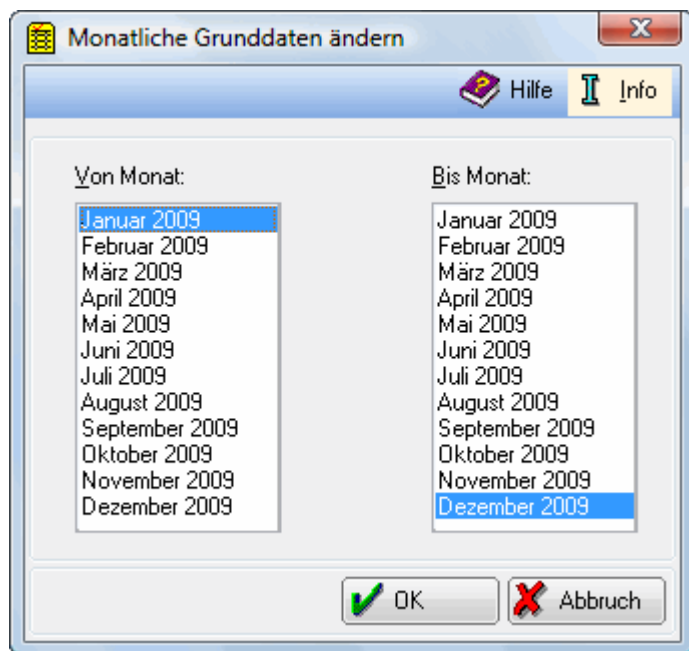 Monatliche Grunddaten ändern
Hilfe Info
Von Monat:
Januar 2009
Februar 2009
März 2009
April 2009
Mai 2009
Juni 2009
Juli 2009
August 2009
September 2009
Oktober 2009
November 2009
Dezember 2009
Bis Monat:
Januar 2009
Februar 2009
März 2009
April 2009
Mai 2009
Juni 2009
Juli 2009
August 2009
September 2009
Oktober 2009
November 2009
Dezember 2009
OK Abbruch